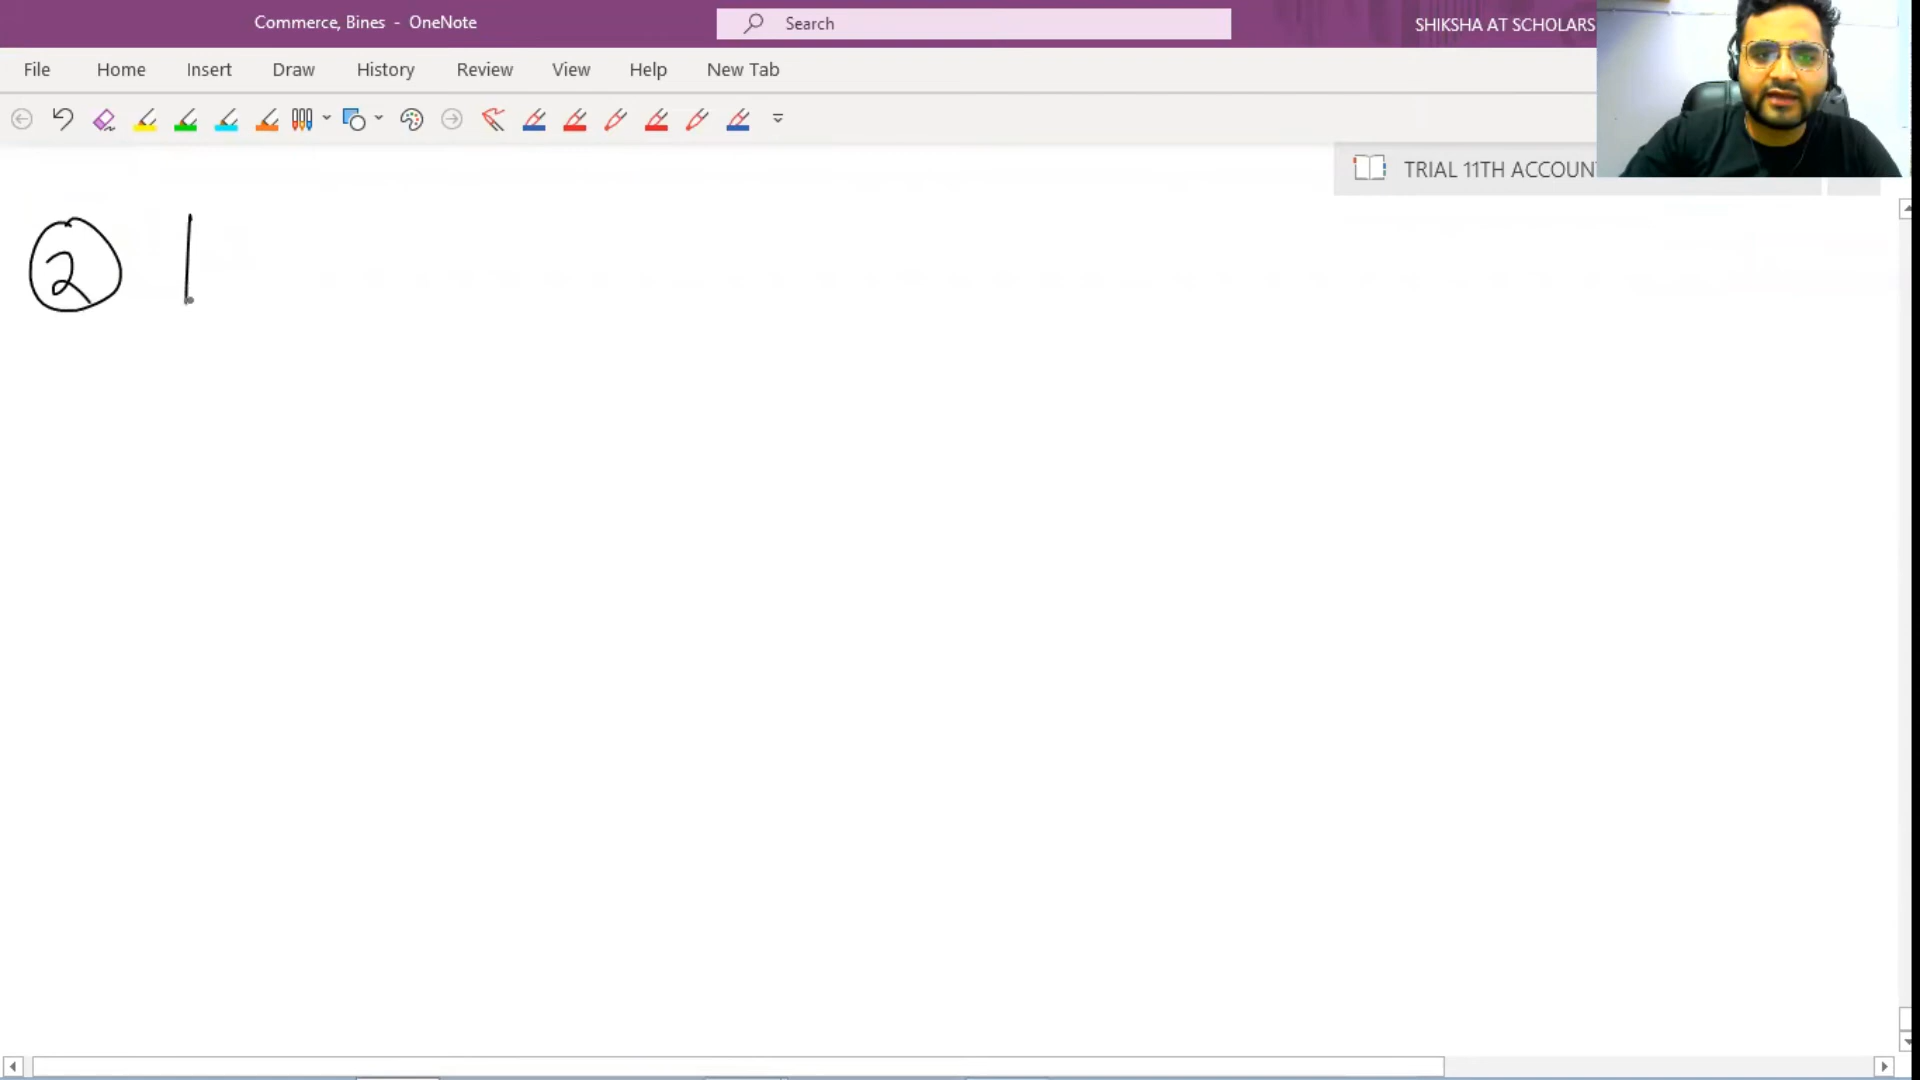 Commerce, Bines - OneNote
Search
SHIKSHA AT SCHOLARS
File Home Insert Draw History Review View Help New Tab
TRIAL 11TH ACCOUN
2